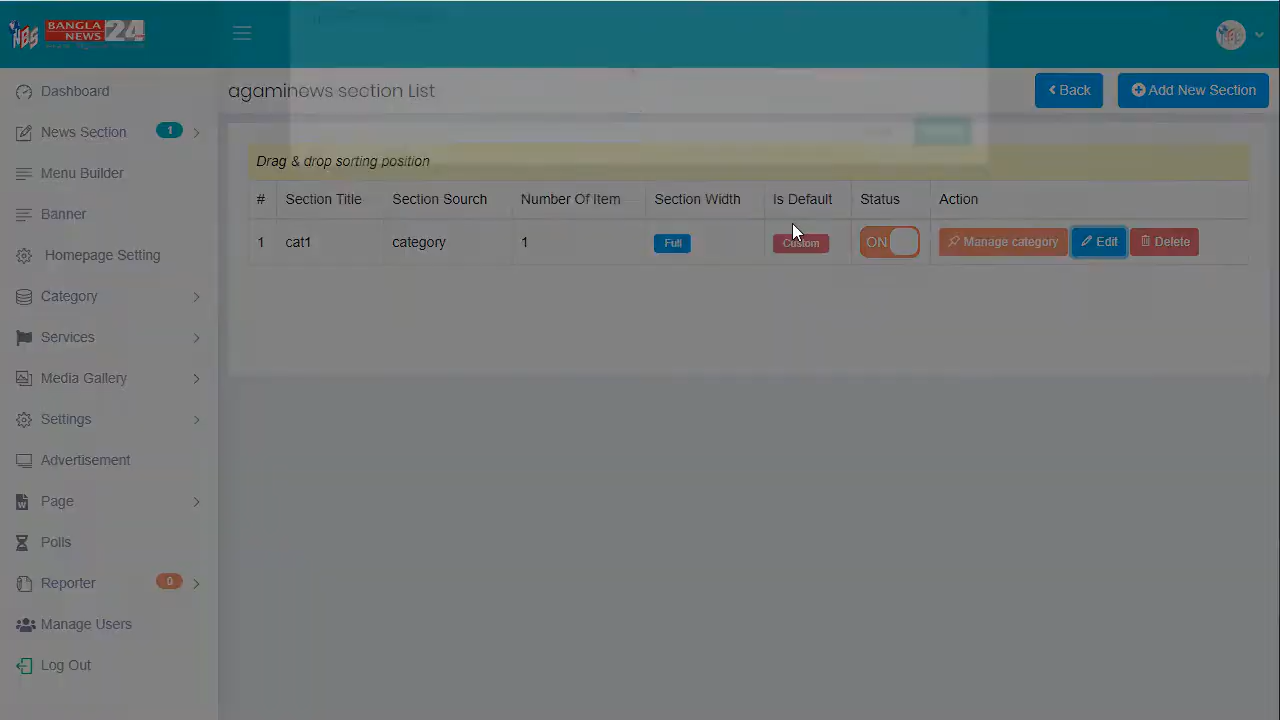 NBS BANGLA NEWS 24
agaminews section List
Back
Add New Section
Dashboard
News Section 1
Menu Builder
Banner
Homepage Setting
Category
Services
Media Gallery
Settings
Advertisement
Page
Polls
Reporter 0
Manage Users
Log Out
Drag & drop sorting position
# Section Title Section Sourch Number Of Item Section Width Is Default Status Action
1 cat1 category 1 Full Custom ON Manage category Edit Delete